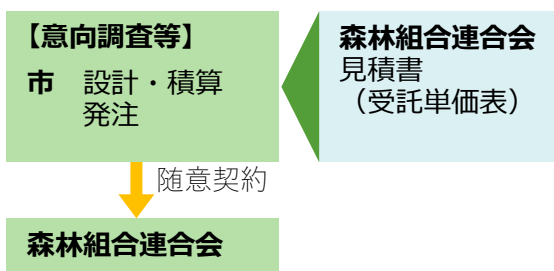 【意向調査等】
市 設計・積算
発注
森林組合連合会
見積書
（受託単価表）
随意契約
森林組合連合会